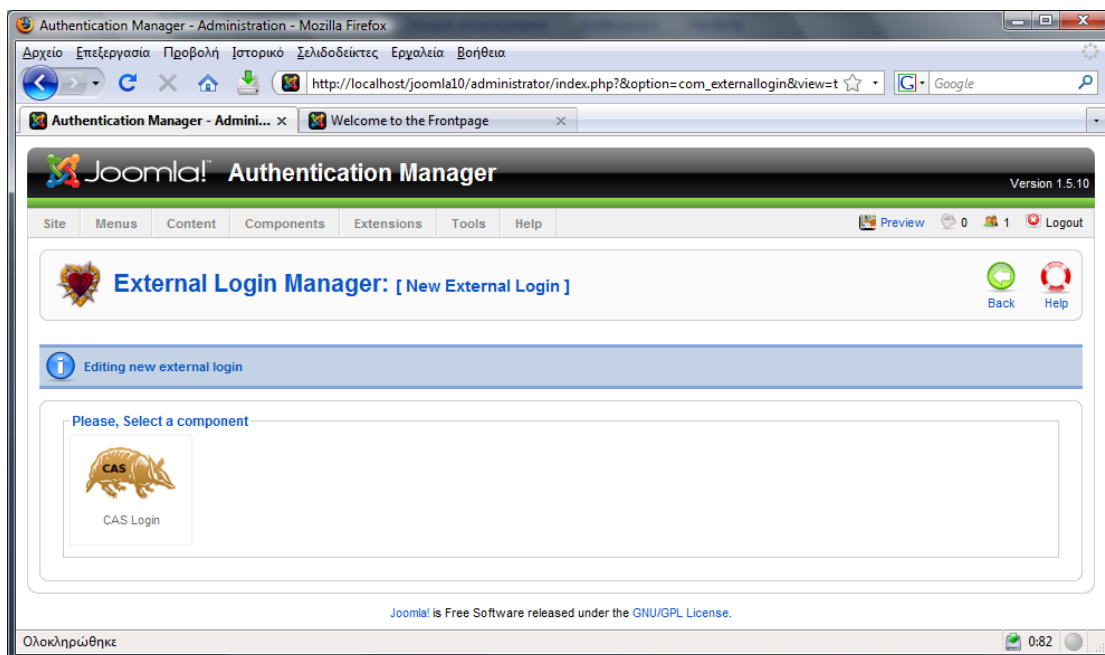 Authentication Manager - Administration - Mozilla Firefox
Αρχείο Επεξεργασία Προβολή Ιστορικό Σελιδοδείκτες Εργαλεία Βοήθεια
http://localhost/joomla10/administrator/index.php?&option=com_externallogin&view=t
G Google
Authentication Manager - Admini...
Welcome to the Frontpage
Joomla! Authentication Manager
Version 1.5.10
Site Menus Content Components Extensions Tools Help
Preview 0 1 Logout
External Login Manager: [ New External Login ]
Back Help
Editing new external login
Please, Select a component
CAS
CAS Login
Joomla! is Free Software released under the GNU/GPL License.
Ολοκληρώθηκε
0:82